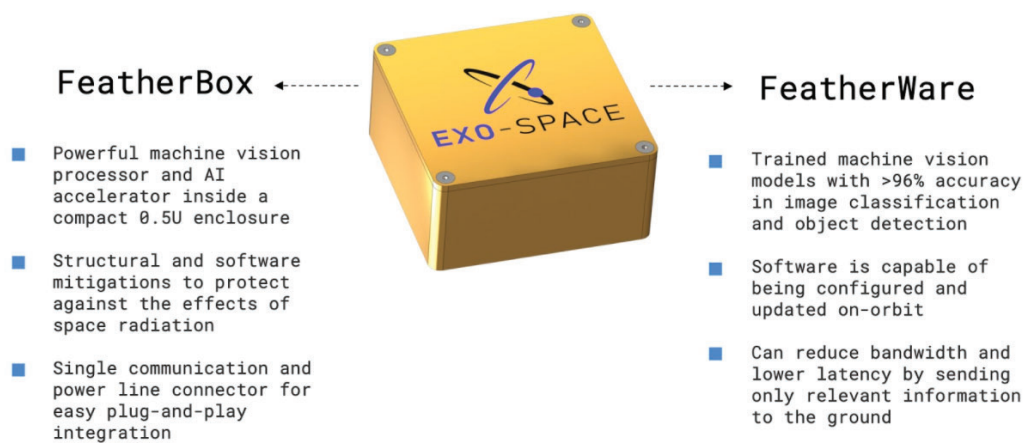 FeatherBox
Powerful machine vision
processor and AI
accelerator inside a
compact 0.5U enclosure
Structural and software
mitigations to protect
against the effects of
space radiation
Single communication and
power line connector for
easy plug-and-play
integration
EXO-SPACE
FeatherWare
Trained machine vision
models with >96% accuracy
in image classification
and object detection
Software is capable of
being configured and
updated on-orbit
Can reduce bandwidth and
lower latency by sending
only relevant information
to the ground